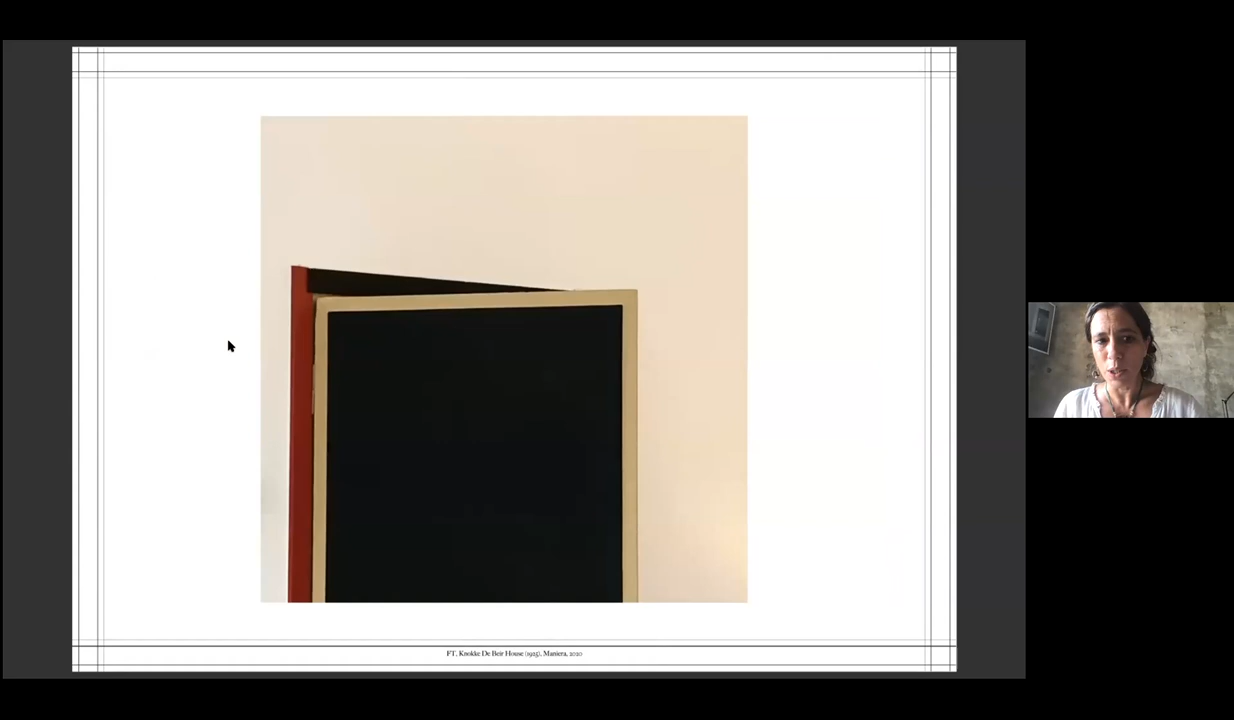 FT, Knokke De Beir House (1925), Maniera, 2020